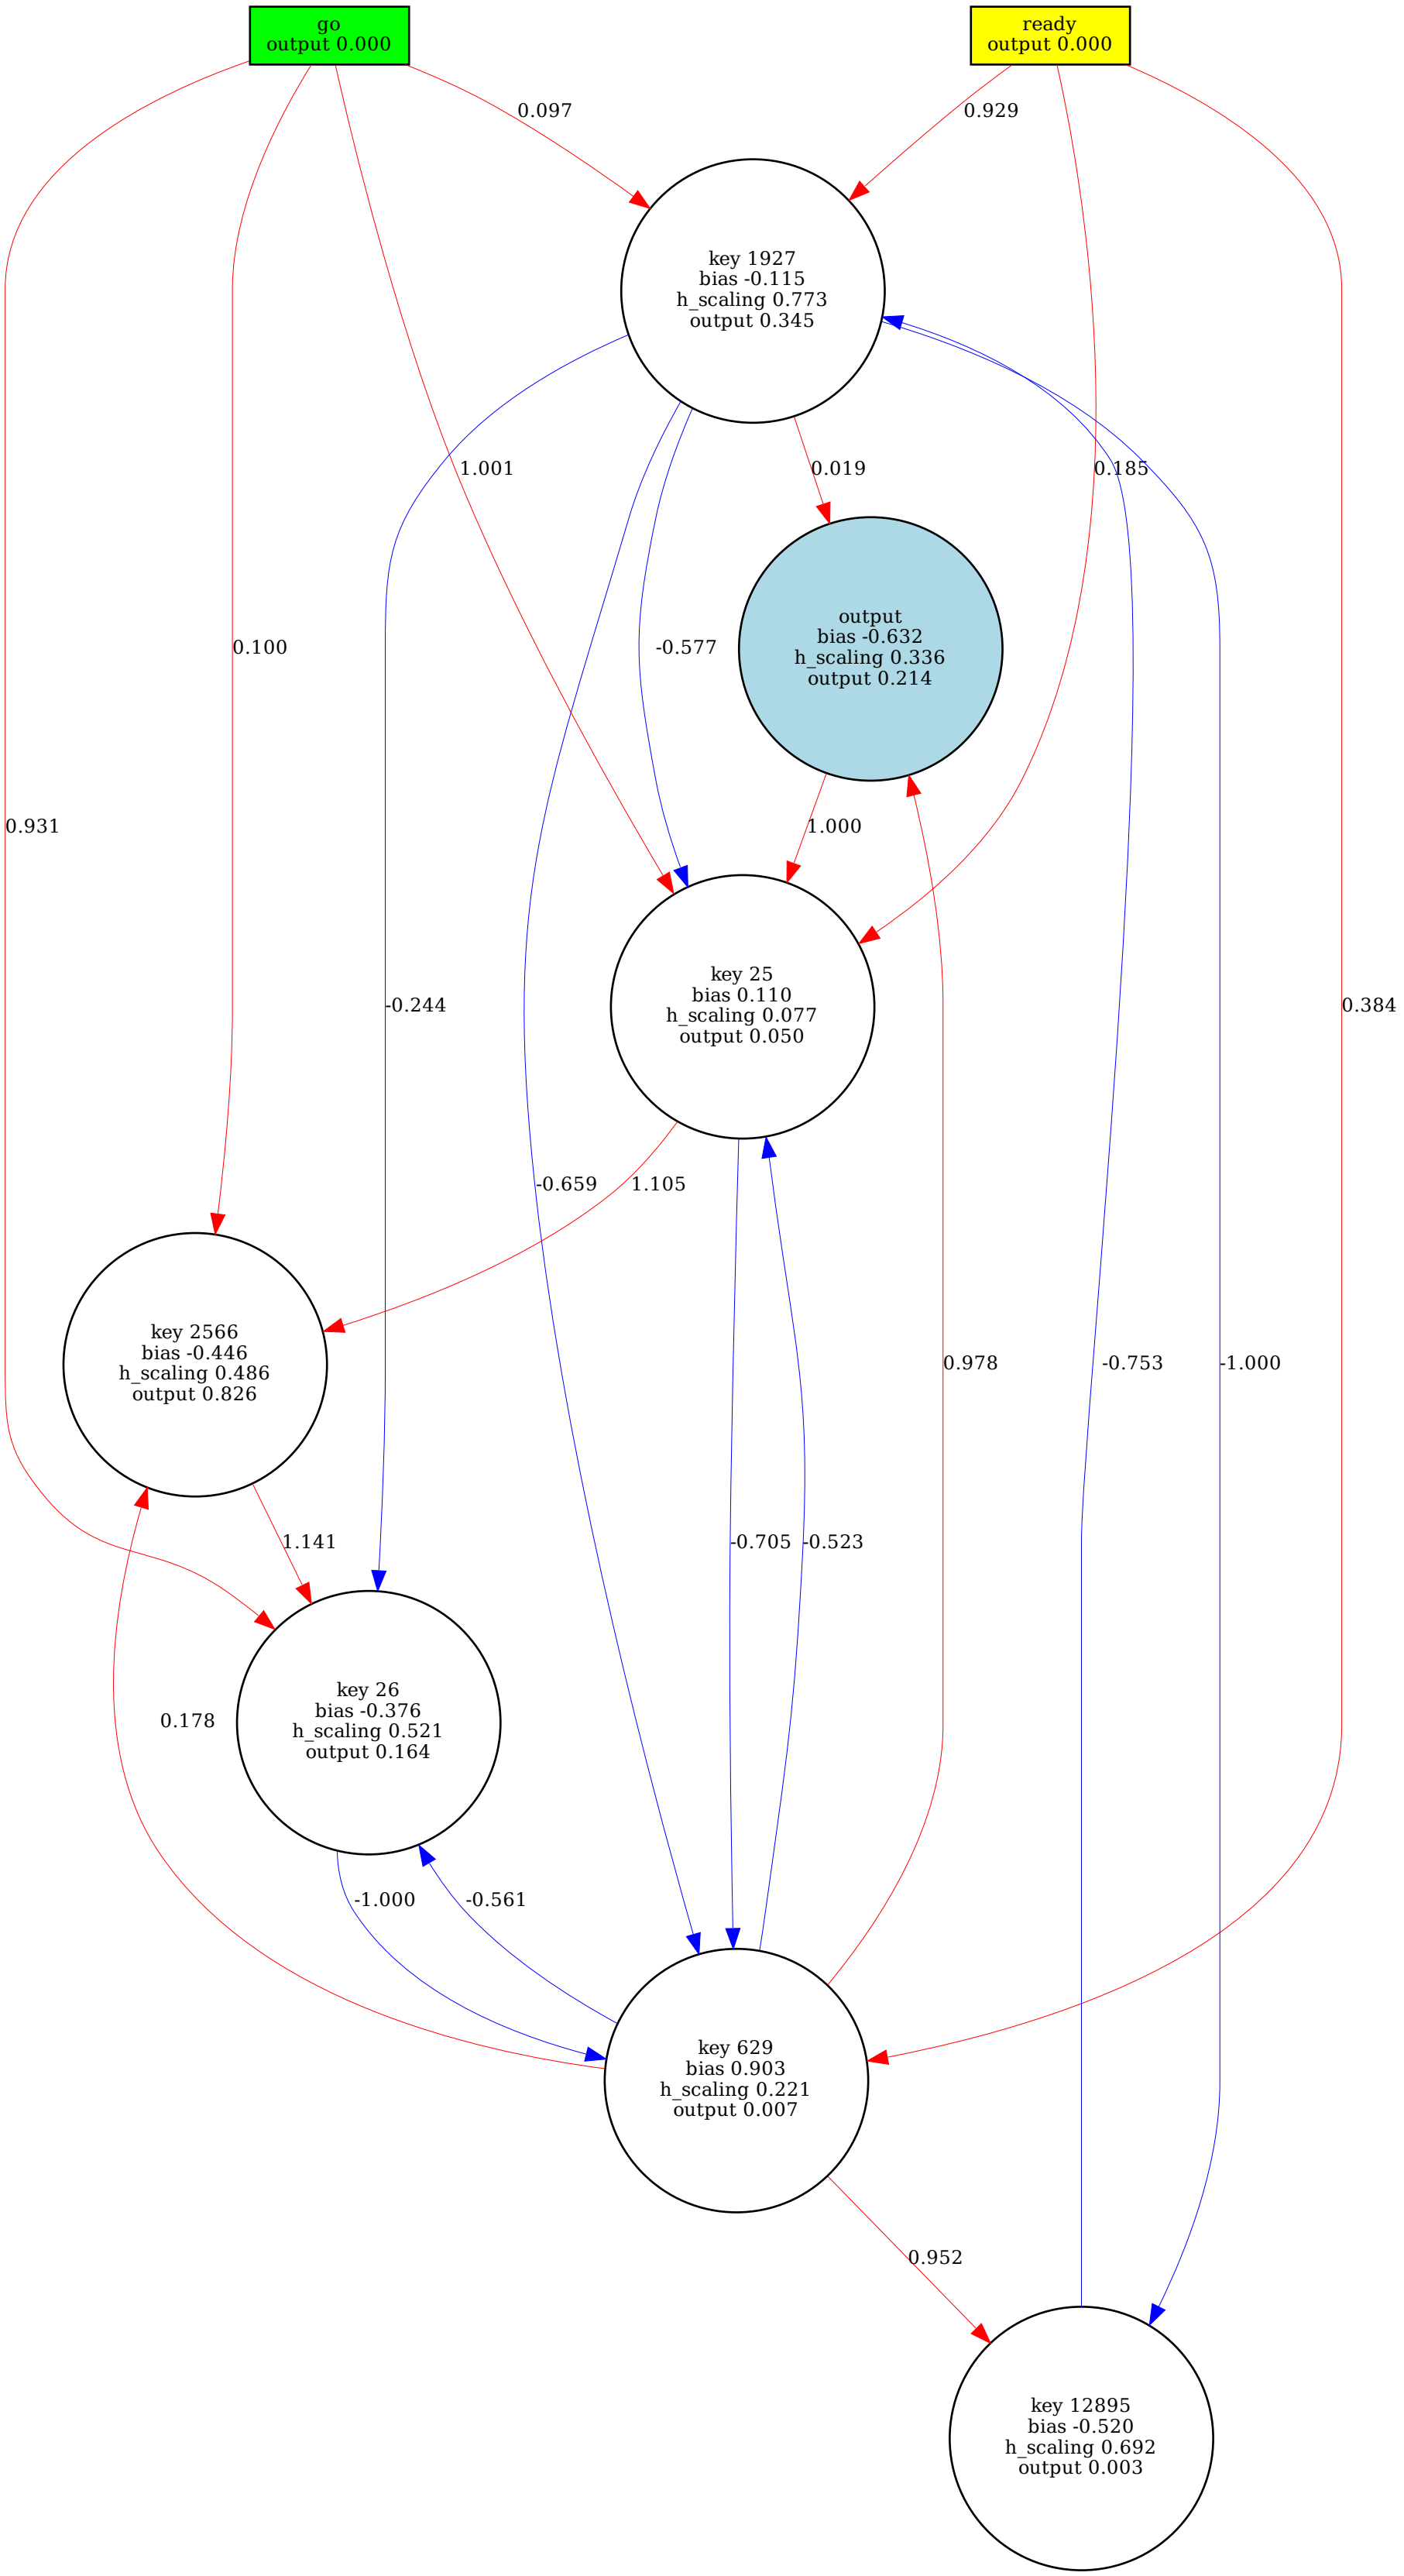 go
output 0.000
ready
output 0.000
0.097
0.929
key 1927
bias -0.115
h_scaling 0.773
output 0.345
1.001
0.019
0.185
0.100
-0.577
output
bias -0.632
h_scaling 0.336
output 0.214
0.931
1.000
-0.244
key 25
bias 0.110
h_scaling 0.077
output 0.050
0.384
-0.659
1.105
key 2566
bias -0.446
h_scaling 0.486
output 0.826
0.978
-0.753
-1.000
1.141
-0.705
-0.523
0.178
key 26
bias -0.376
h_scaling 0.521
output 0.164
-1.000
-0.561
key 629
bias 0.903
h_scaling 0.221
output 0.007
0.952
key 12895
bias -0.520
h_scaling 0.692
output 0.003